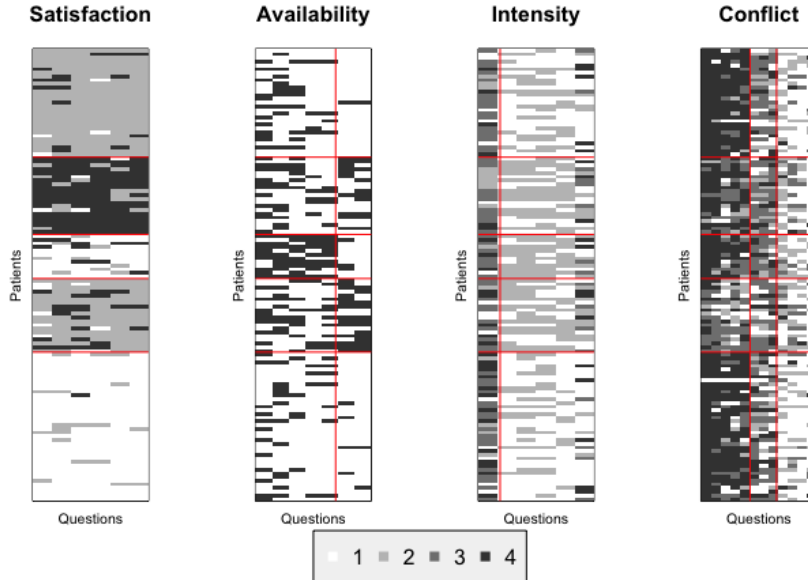 Satisfaction Availability Intensity Conflict
Patients Patients Patients Patients
Questions Questions Questions Questions
1 2 3 4